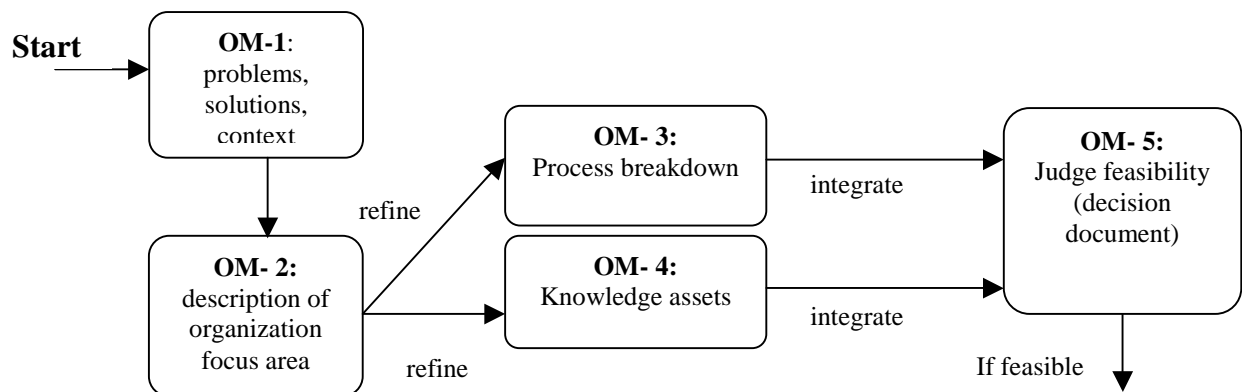 Start
OM-1:
problems,
solutions,
context
OM- 2:
description of
organization
focus area
refine
refine
OM- 3:
Process breakdown
OM- 4:
Knowledge assets
integrate
integrate
OM- 5:
Judge feasibility
(decision
document)
If feasible